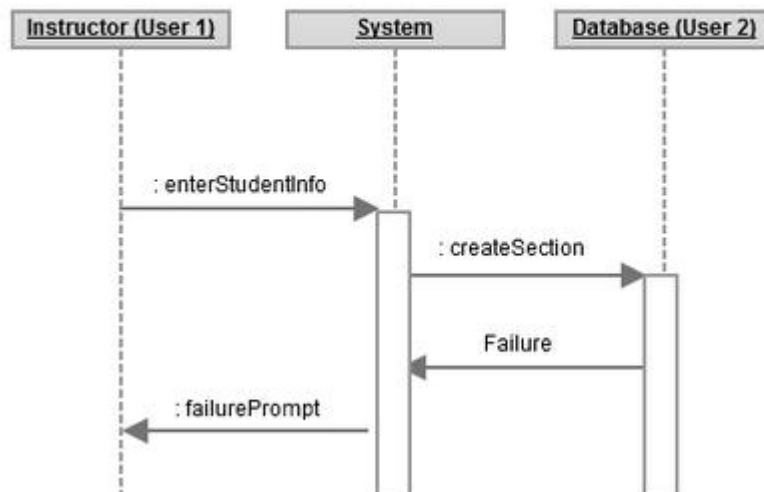 Instructor (User 1)
System
Database (User 2)
: enterStudentInfo
: createSection
Failure
: failurePrompt